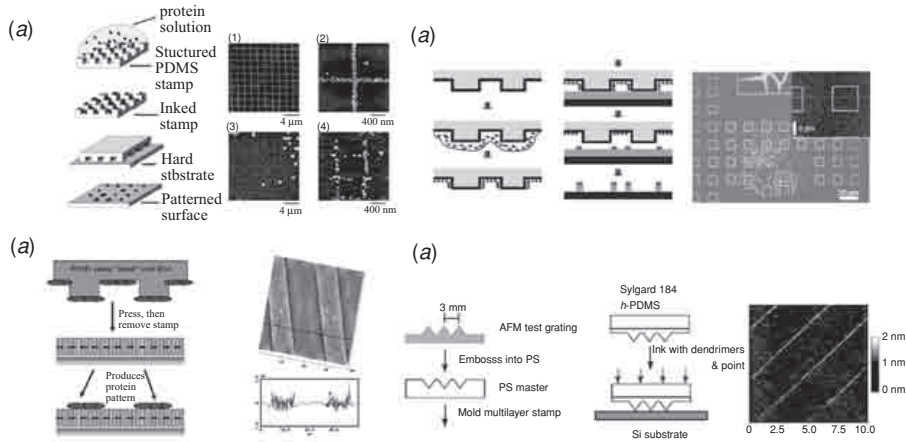 (a)
protein
solution
Stuctured
PDMS
stamp
Inked
stamp
Hard
stbstrate
Patterned
surface
(1)
(2)
4 μm
400 nm
(3)
(4)
4 μm
400 nm
(a)
(a)
Press, then
remove stamp
Produces
protein
pattern
(a)
3 mm
AFM test grating
Embosss into PS
PS master
Mold multilayer stamp
Sylgard 184
h-PDMS
Ink with dendrimers
& point
Si substrate
2 nm
1 nm
0 nm
0 2.5 5.0 7.5 10.0